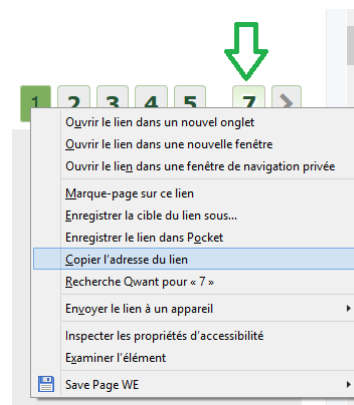 1 2 3 4 5 7 >
Ouvrir le lien dans un nouvel onglet
Ouvrir le lien dans une nouvelle fenêtre
Ouvrir le lien dans une fenêtre de navigation privée
Marque-page sur ce lien
Enregistrer la cible du lien sous...
Enregistrer le lien dans Pocket
Copier l'adresse du lien
Recherche Qwant pour « 7 »
Envoyer le lien à un appareil
Inspecter les propriétés d'accessibilité
Examiner l'élément
Save Page WE